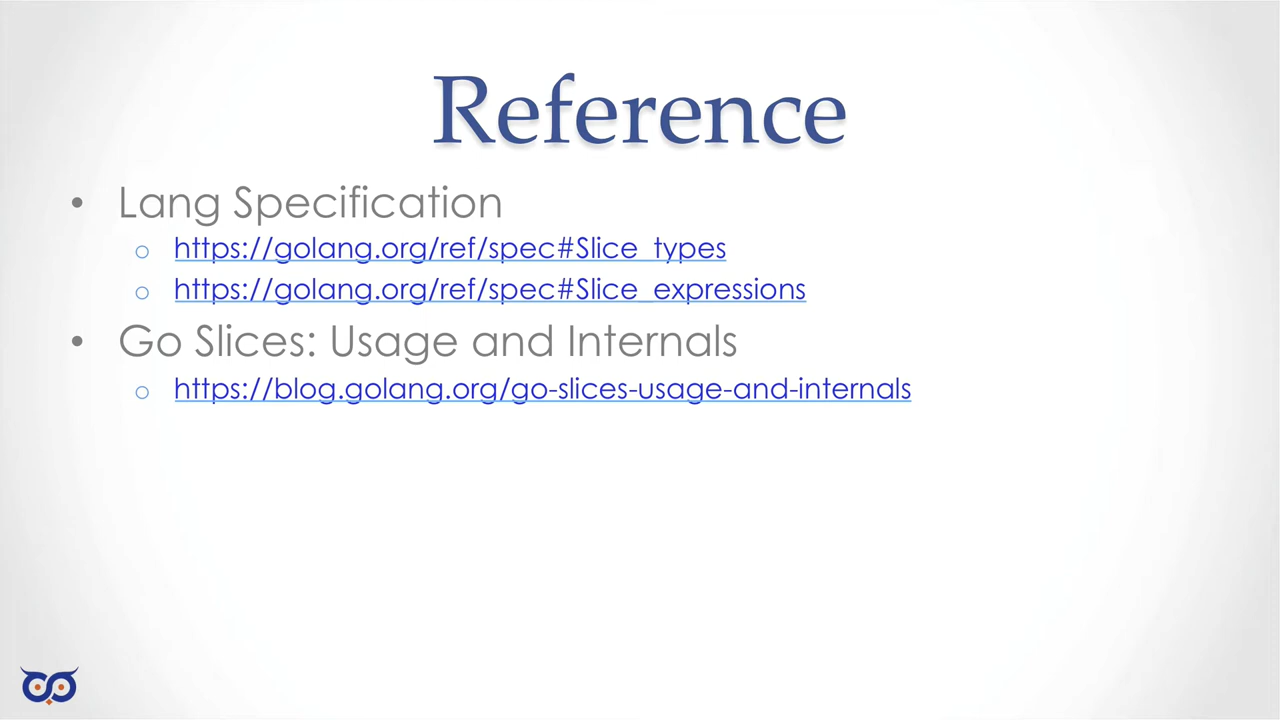 Reference
• Lang Specification
o https://golang.org/ref/spec#Slice_types
o https://golang.org/ref/spec#Slice_expressions
• Go Slices: Usage and Internals
o https://blog.golang.org/go-slices-usage-and-internals